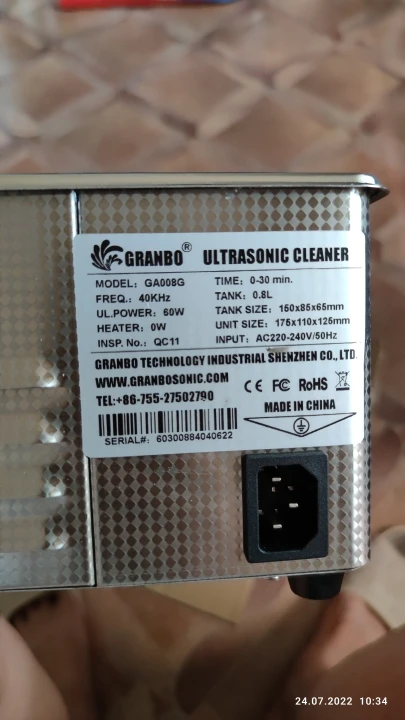 GRANBO® ULTRASONIC CLEANER
MODEL: GA008G TIME: 0-30 min.
FREQ.: 40KHz TANK: 0.8L
UL.POWER: 60W TANK SIZE: 150x85x65mm
HEATER: 0W UNIT SIZE: 175x110x125mm
INSP. No.: QC11 INPUT: AC220-240V/50Hz
GRANBO TECHNOLOGY INDUSTRIAL SHENZHEN CO., LTD.
WWW.GRANBOSONIC.COM
CE FC RoHS
TEL:+86-755-27502790
MADE IN CHINA
SERIAL#: 60300884040622
24.07.2022 10:34